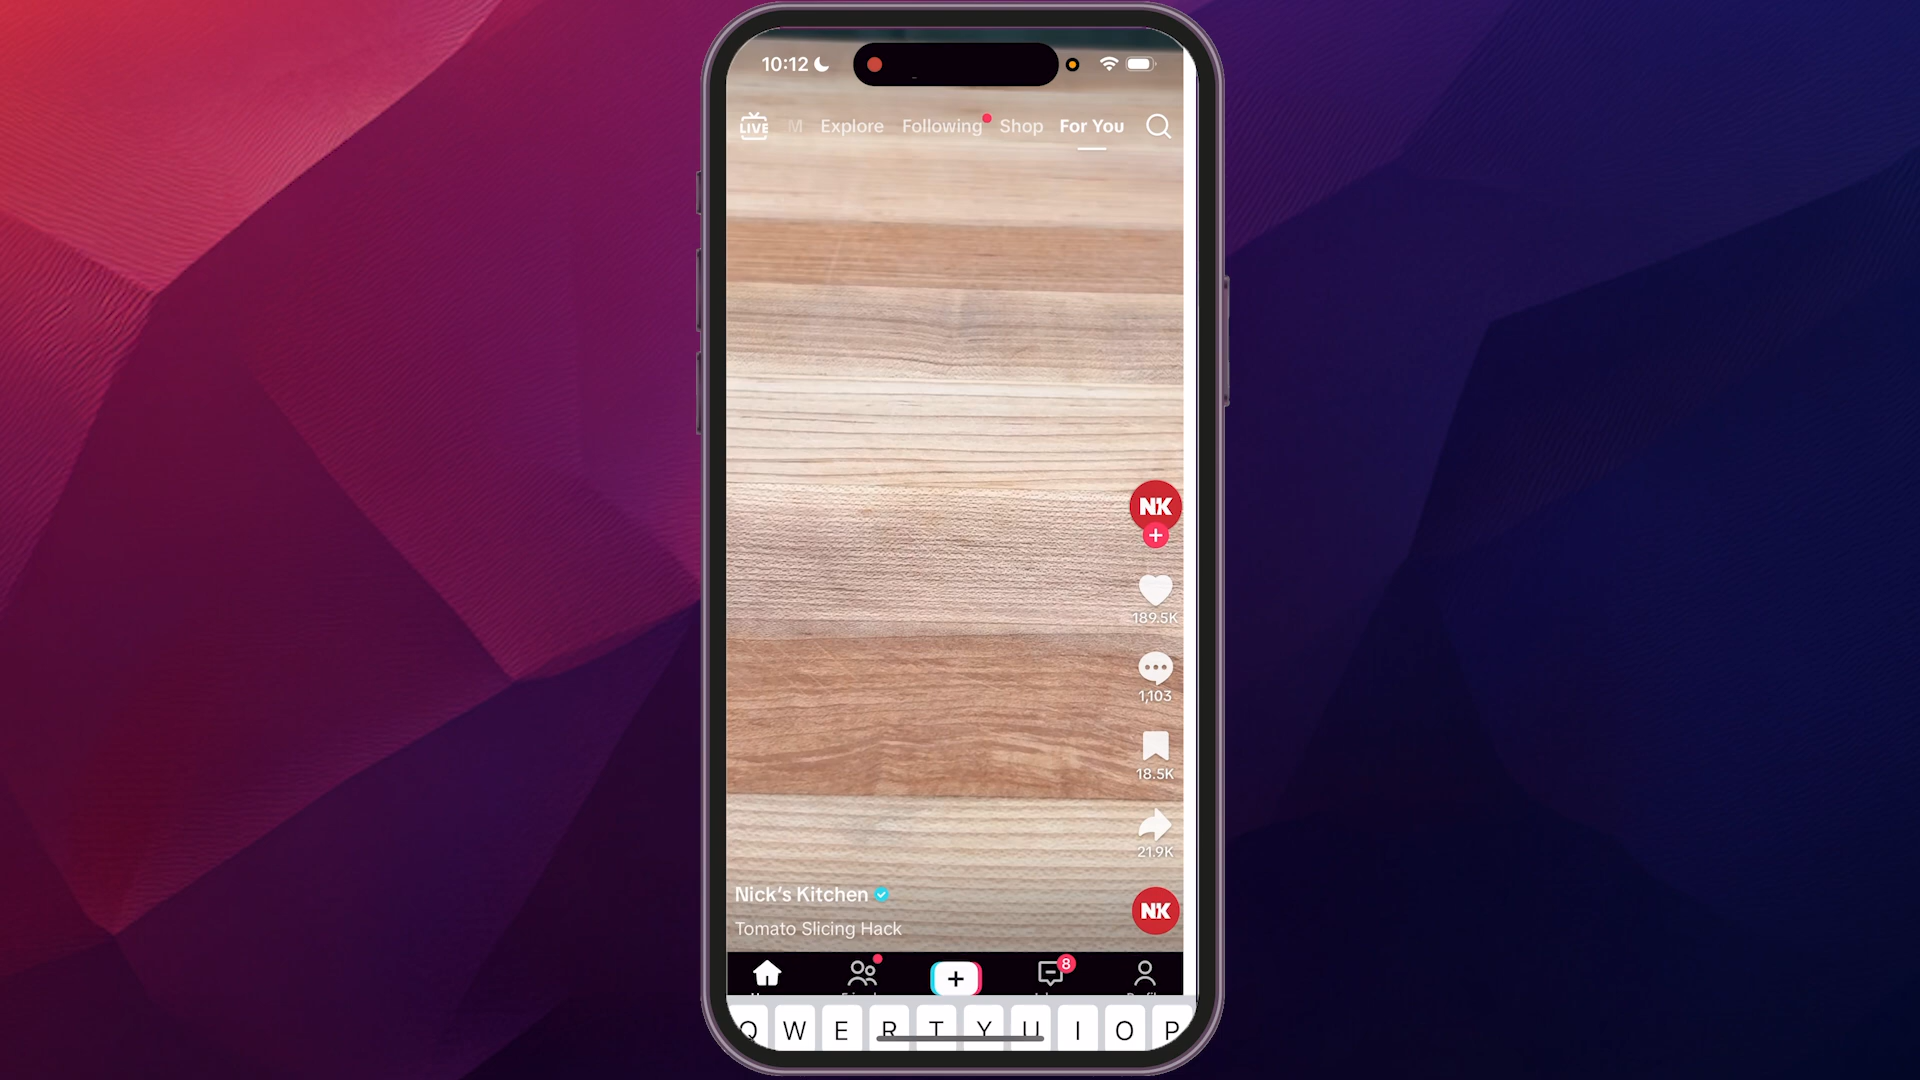 10:12
LIVE M Explore Following Shop For You
NK
189.5K
1,103
18.5K
21.9K
Nick's Kitchen
Tomato Slicing Hack
NK
8
Q W E R T Y U I O P